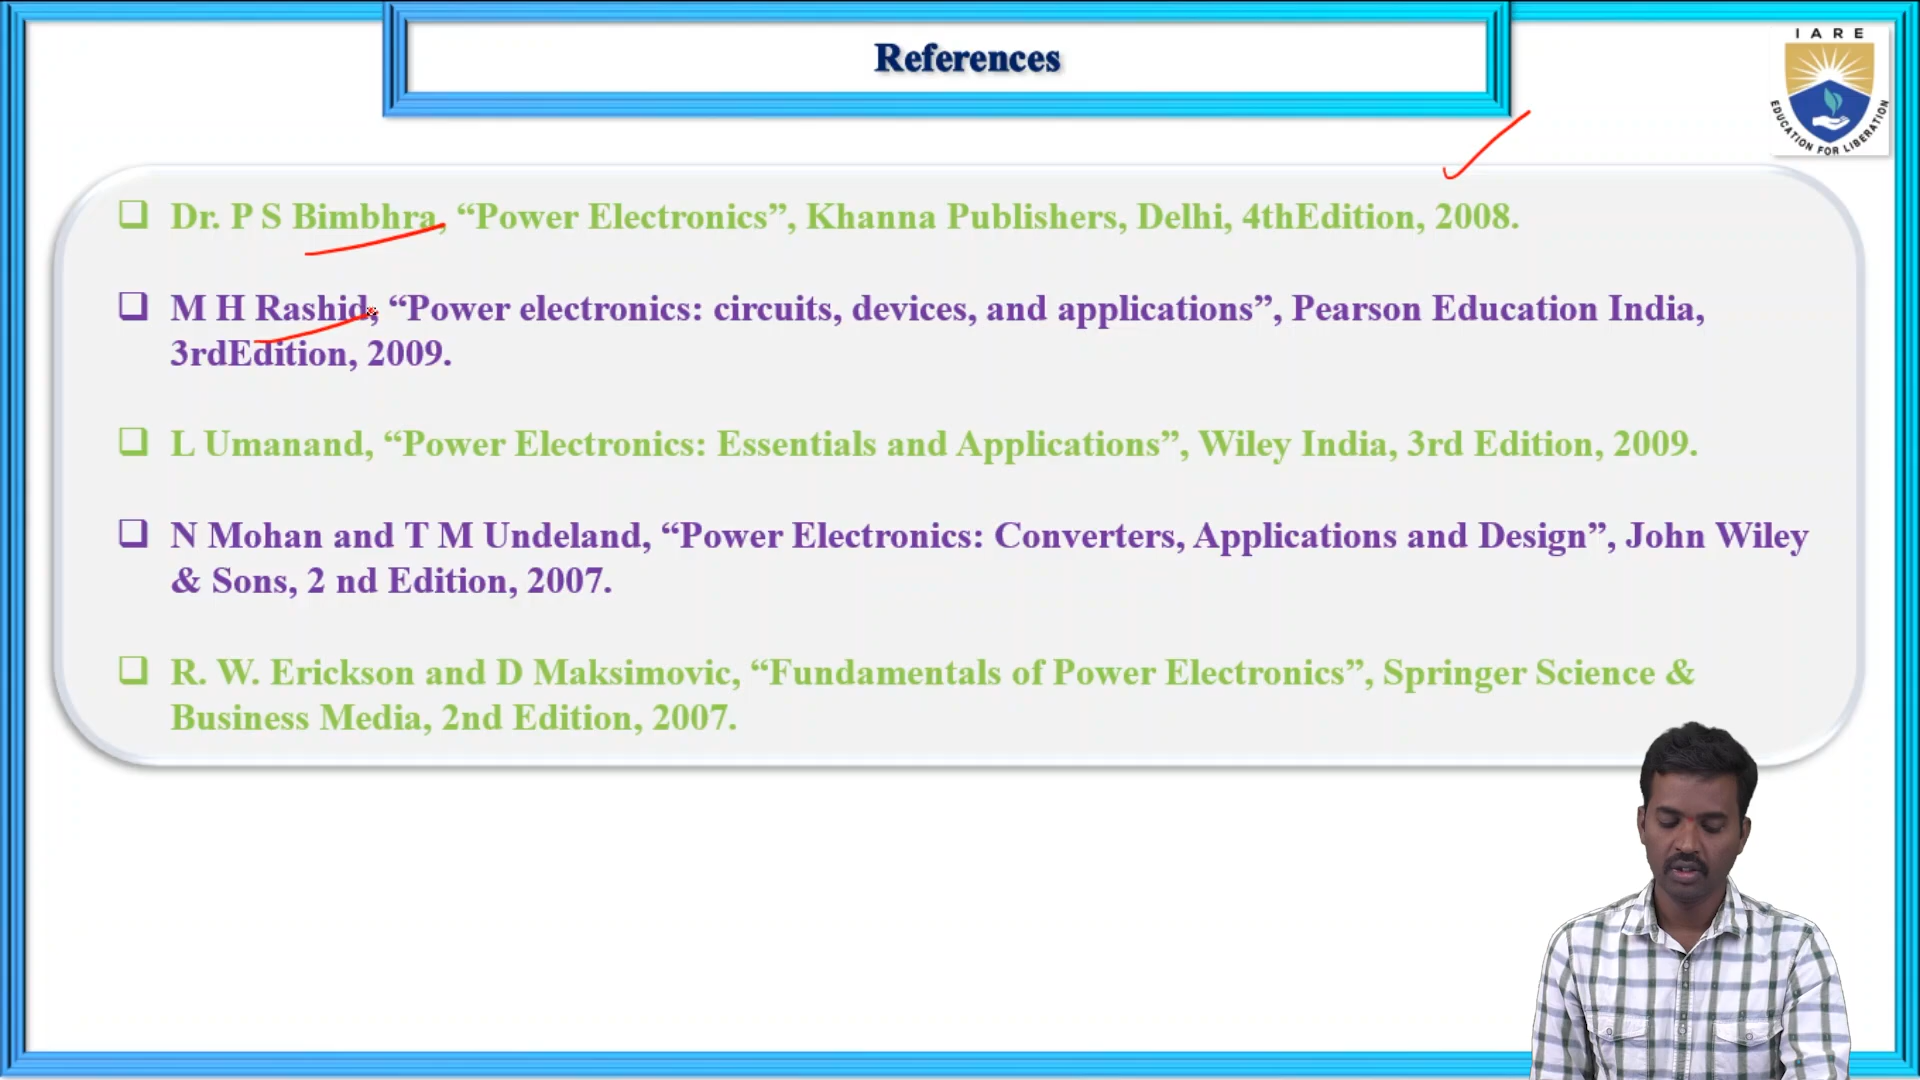 References
I A R E
EDUCATION FOR LIBERATION
Dr. P S Bimbhra, “Power Electronics”, Khanna Publishers, Delhi, 4thEdition, 2008.
M H Rashid, “Power electronics: circuits, devices, and applications”, Pearson Education India,
3rdEdition, 2009.
L Umanand, “Power Electronics: Essentials and Applications”, Wiley India, 3rd Edition, 2009.
N Mohan and T M Undeland, “Power Electronics: Converters, Applications and Design”, John Wiley
& Sons, 2 nd Edition, 2007.
R. W. Erickson and D Maksimovic, “Fundamentals of Power Electronics”, Springer Science &
Business Media, 2nd Edition, 2007.